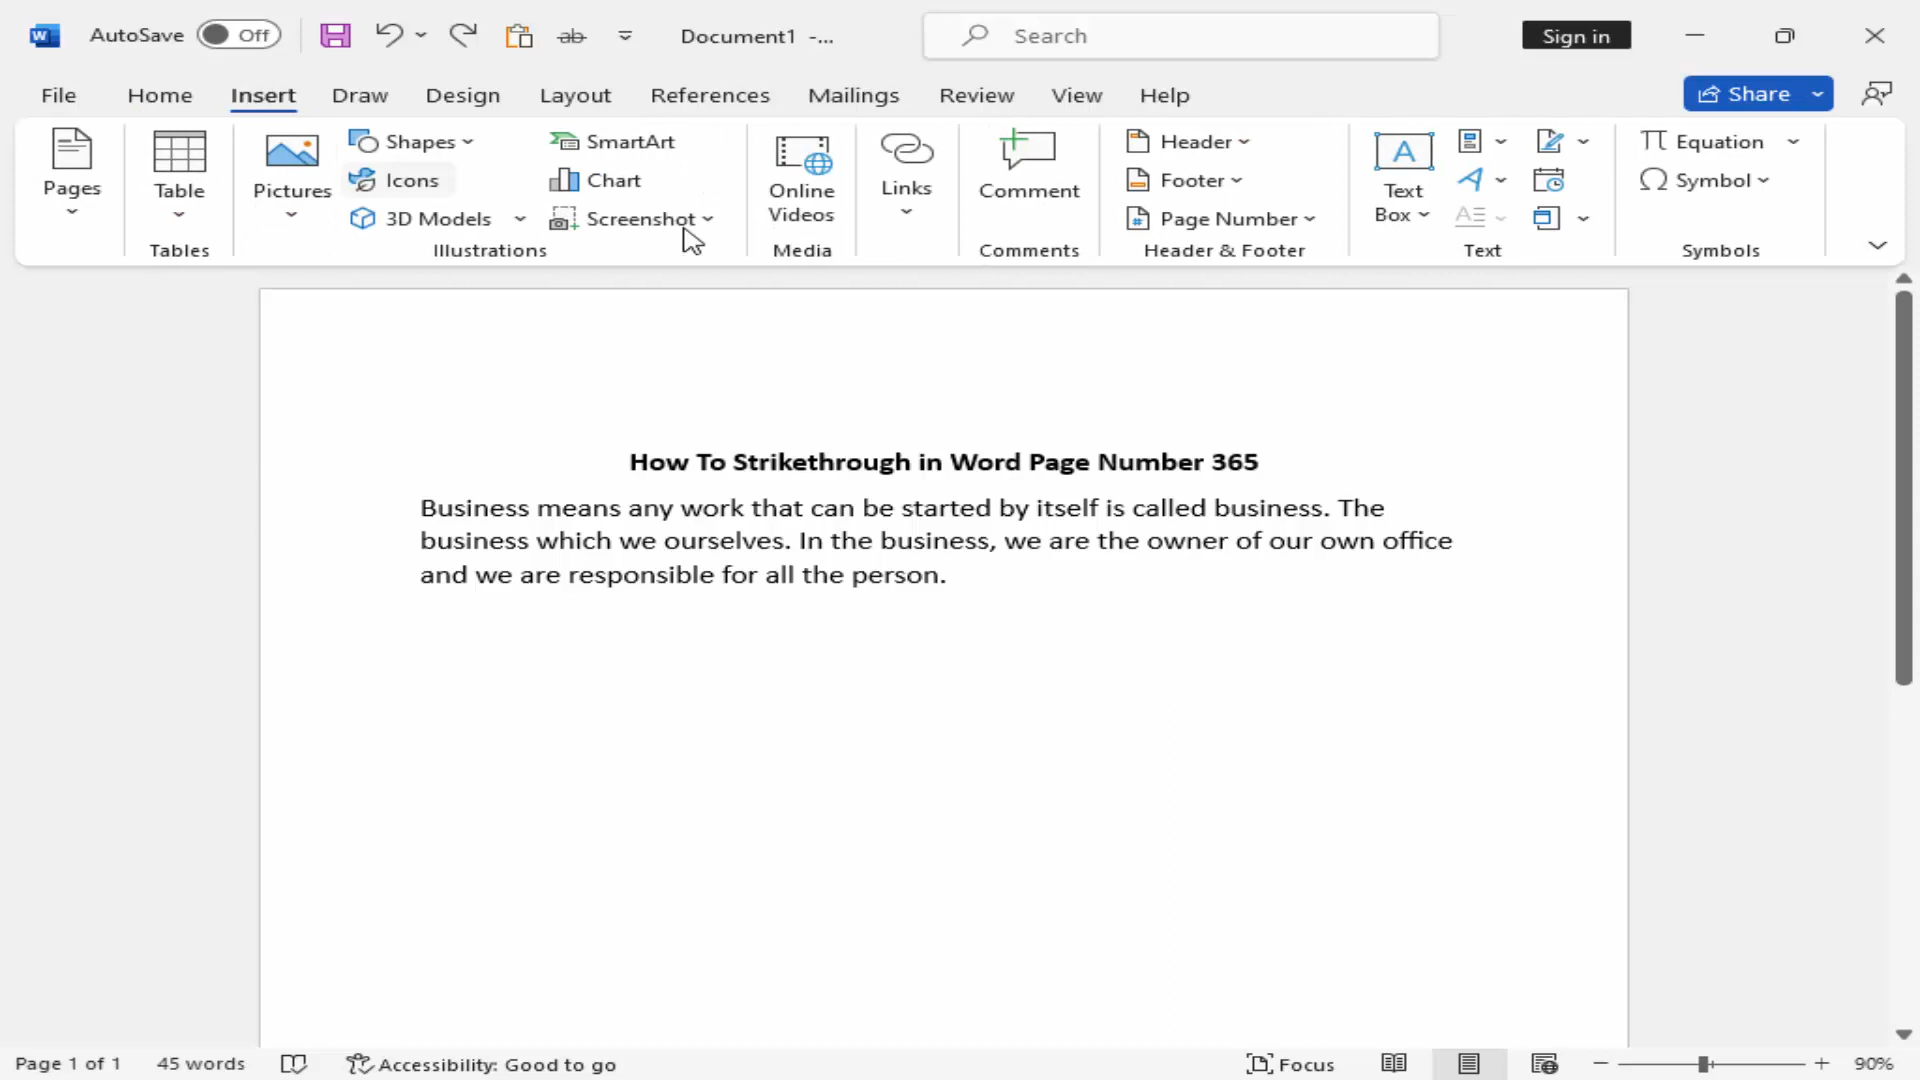 AutoSave Off Document1 -... Search Sign in
File Home Insert Draw Design Layout References Mailings Review View Help Share
Pages
Table
Tables
Pictures
Shapes
Icons
3D Models
SmartArt
Chart
Screenshot
Illustrations
Online
Videos
Media
Links
Comment
Comments
Header
Footer
Page Number
Header & Footer
Text
Box
Text
Equation
Symbol
Symbols
How To Strikethrough in Word Page Number 365
Business means any work that can be started by itself is called business. The
business which we ourselves. In the business, we are the owner of our own office
and we are responsible for all the person.
Page 1 of 1 45 words Accessibility: Good to go Focus 90%